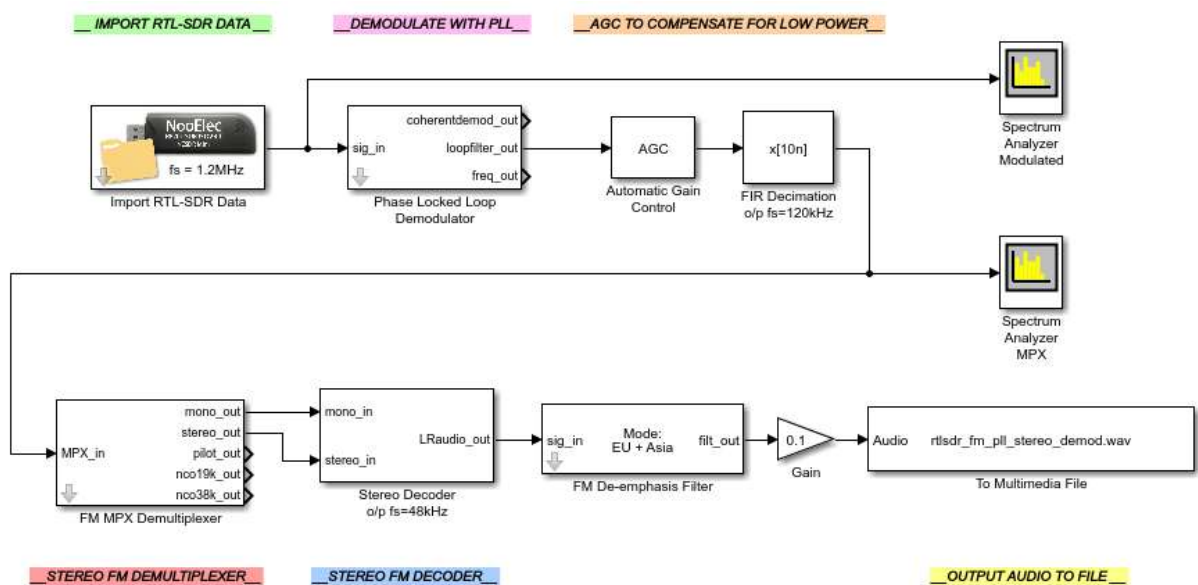 __ IMPORT RTL-SDR DATA__
__DEMODULATE WITH PLL__
__AGC TO COMPENSATE FOR LOW POWER__
NooElec
fs = 1.2MHz
Import RTL-SDR Data
sig_in
coherentdemod_out
loopfilter_out
freq_out
Phase Locked Loop
Demodulator
AGC
Automatic Gain
Control
x[10n]
FIR Decimation
o/p fs=120kHz
Spectrum
Analyzer
Modulated
Spectrum
Analyzer
MPX
MPX_in
mono_out
stereo_out
pilot_out
nco19k_out
nco38k_out
FM MPX Demultiplexer
mono_in
stereo_in
LRaudio_out
Stereo Decoder
o/p fs=48kHz
sig_in
Mode:
EU + Asia
filt_out
FM De-emphasis Filter
0.1
Gain
Audio
rtlsdr_fm_pll_stereo_demod.wav
To Multimedia File
__STEREO FM DEMULTIPLEXER__
__STEREO FM DECODER__
__OUTPUT AUDIO TO FILE__